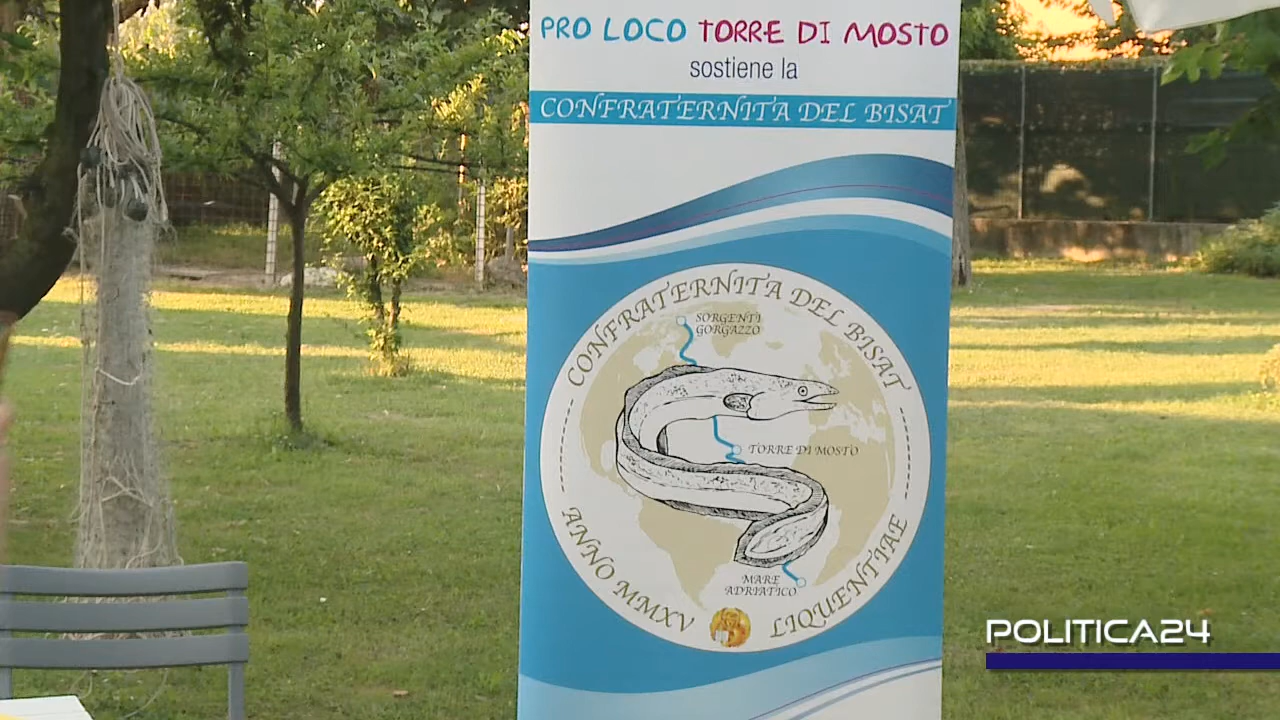 PRO LOCO TORRE DI MOSTO
sostiene la
CONFRATERNITA DEL BISAT
CONFRATERNITA DEL BISAT
SORGENTI
GORGAZZO
TORRE DI MOSTO
MARE
ADRIATICO
ANNO MMXV
LIQUENTIAE
POLITICA24